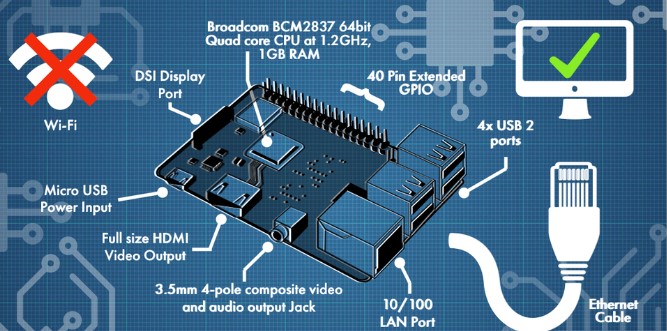 Broadcom BCM2837 64bit
Quad core CPU at 1.2GHz,
1GB RAM
DSI Display
Port
40 Pin Extended
GPIO
Wi-Fi
4x USB 2
ports
Micro USB
Power Input
Full size HDMI
Video Output
3.5mm 4-pole composite video
and audio output Jack
10/100
LAN Port
Ethernet
Cable